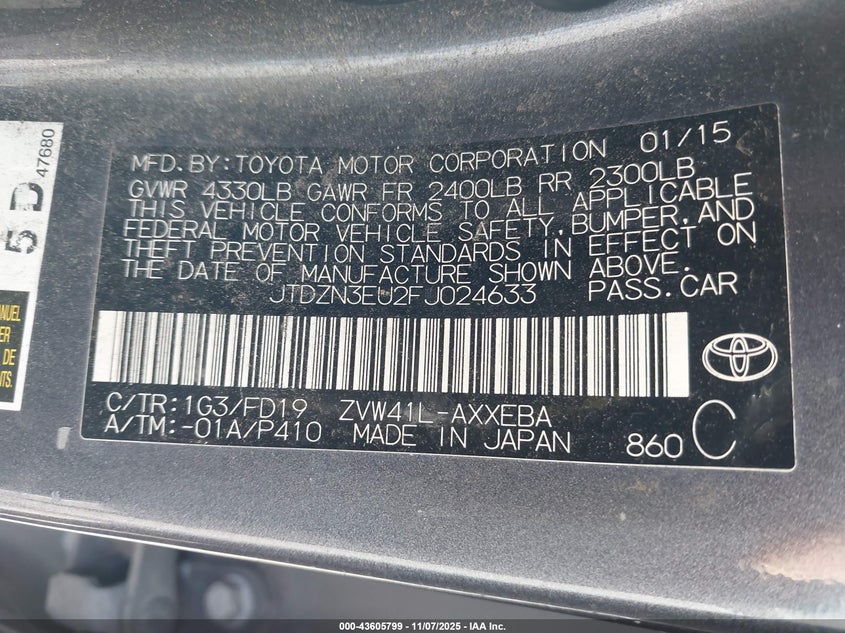 MFD.BY:TOYOTA MOTOR CORPORATION 01/15
GVWR 4330LB GAWR FR 2400LB RR 2300LB
THIS VEHICLE CONFORMS TO ALL APPLICABLE
FEDERAL MOTOR VEHICLE SAFETY,BUMPER,AND
THEFT PREVENTION STANDARDS IN EFFECT ON
THE DATE OF MANUFACTURE SHOWN ABOVE.
JTDZN3EU2FJ024633 PASS.CAR
C/TR:1G3/FD19 ZVW41L-AXXEBA
A/TM:-01A/P410 MADE IN JAPAN 860 C
5 D 47680
DE
000-43605799 - 11/07/2025 - IAA Inc.